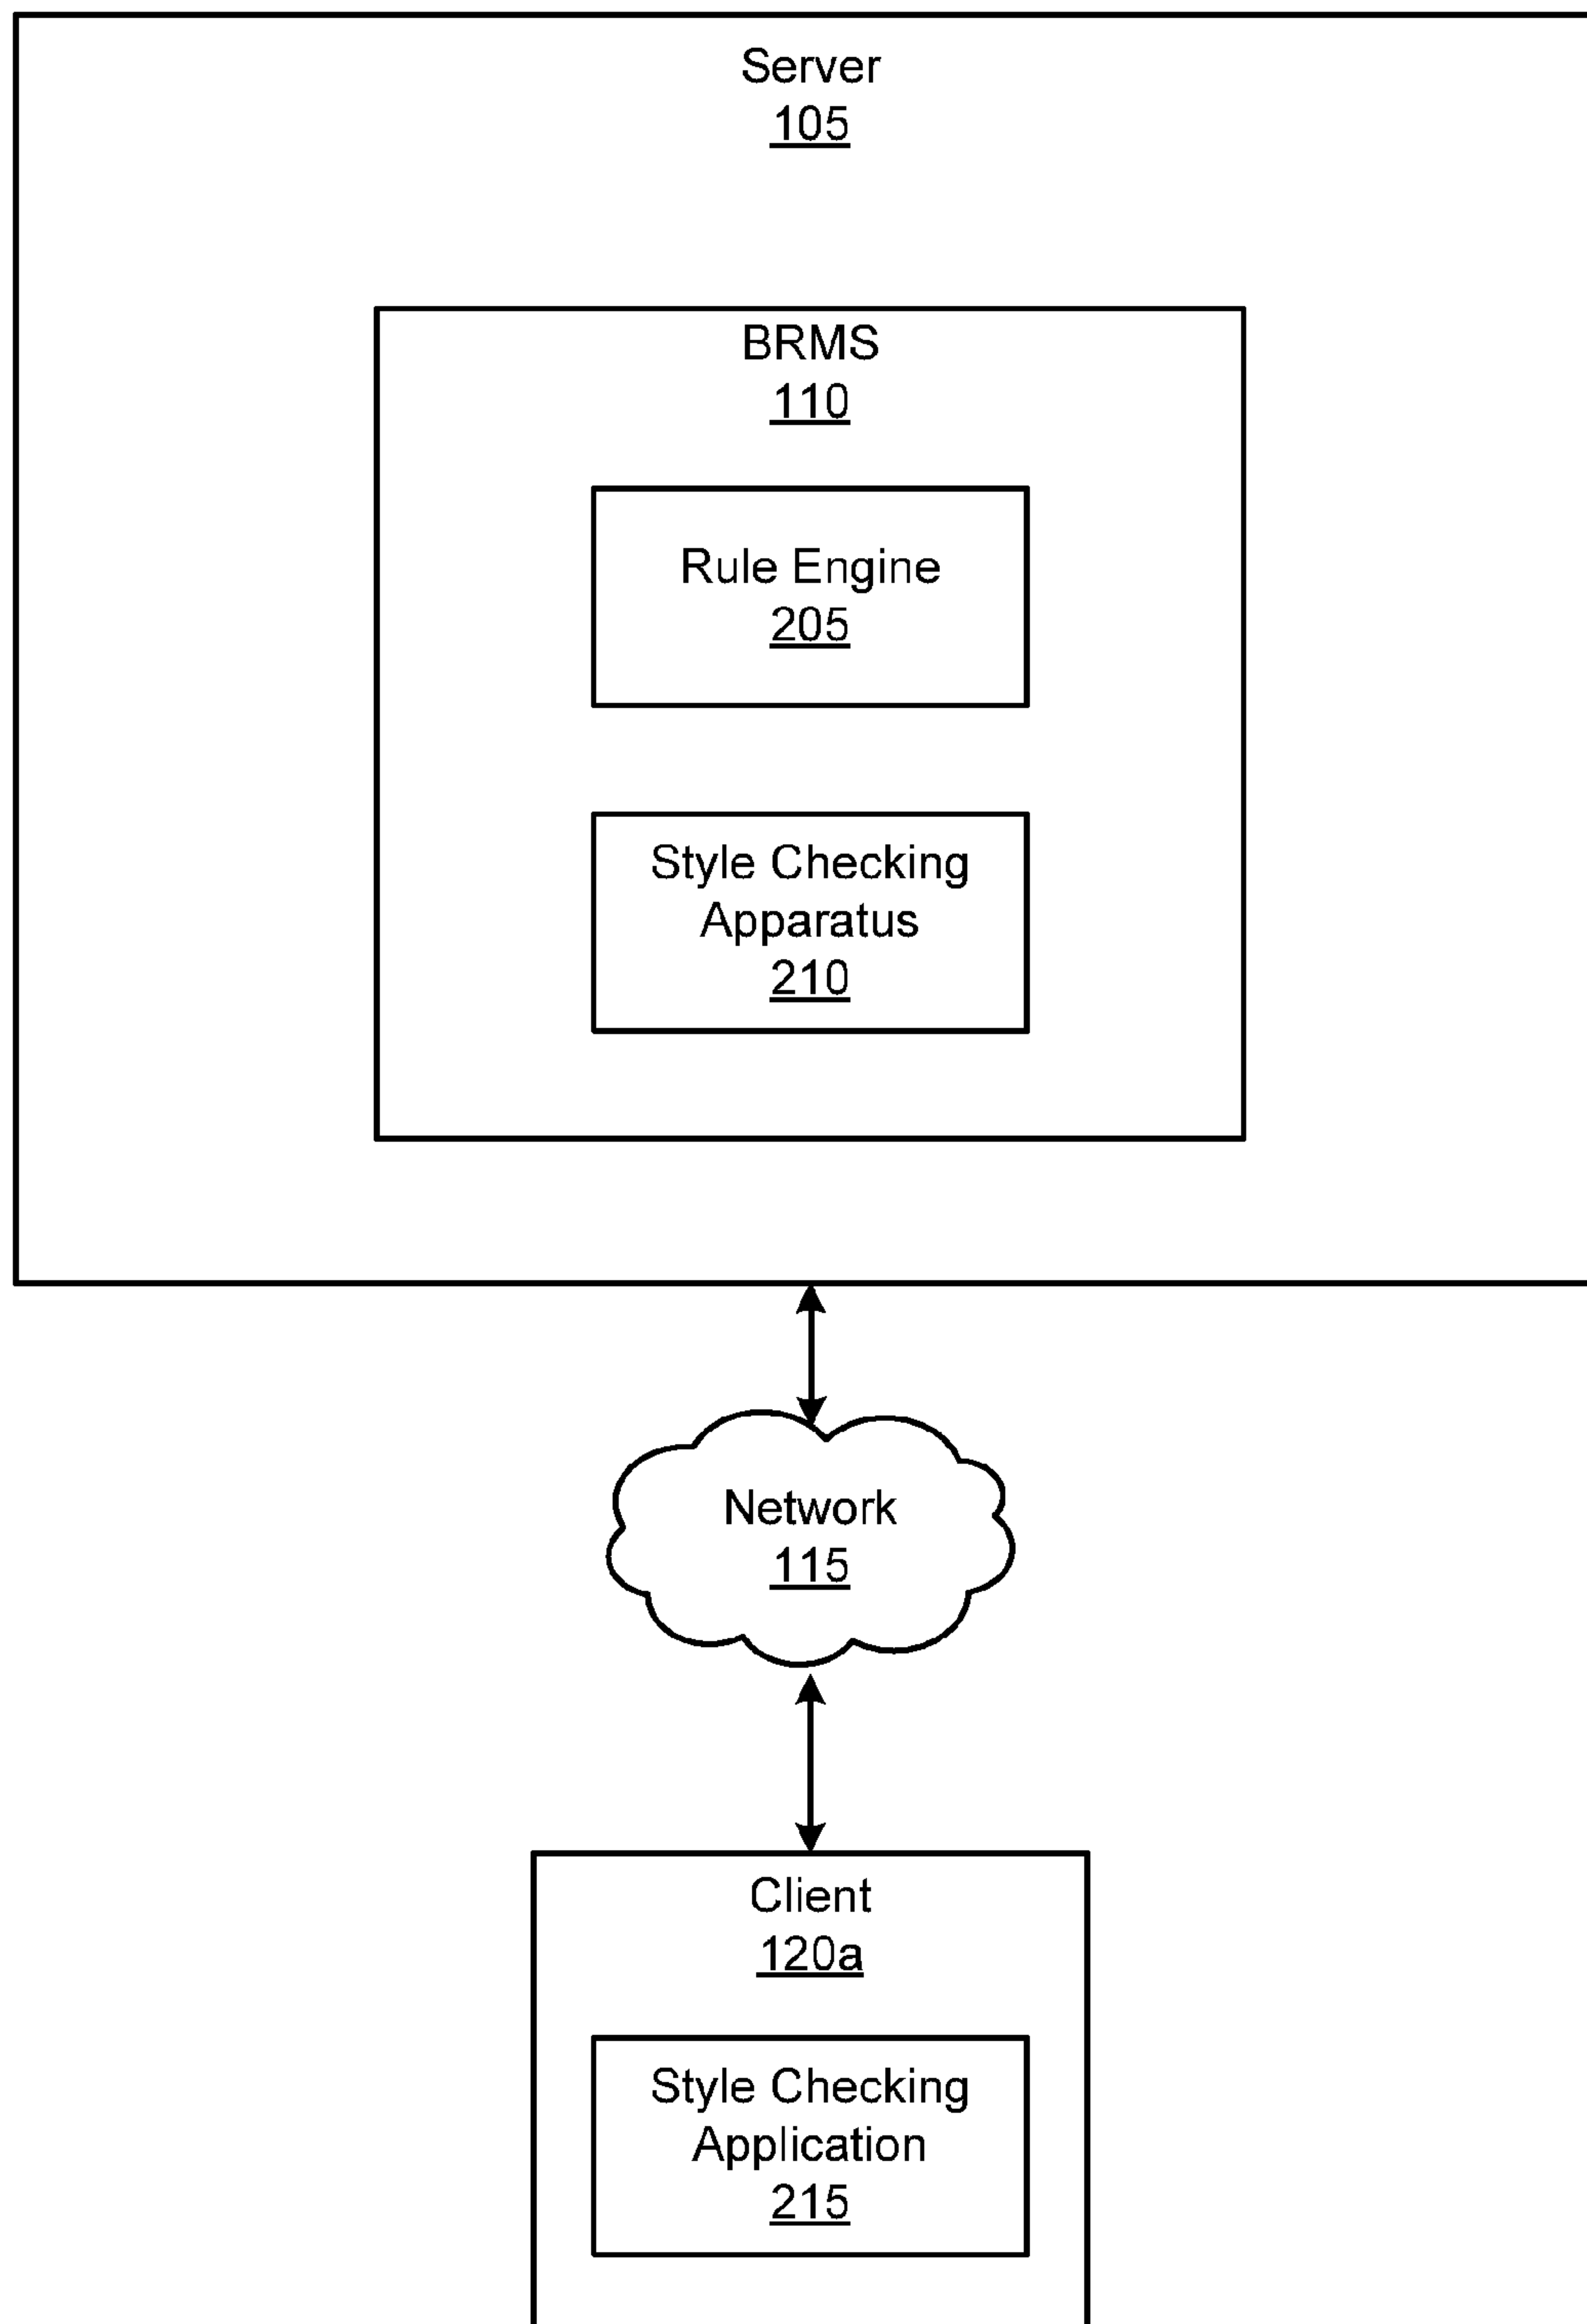 Server
105
BRMS
110
Rule Engine
205
Style Checking
Apparatus
210
Network
115
Client
120a
Style Checking
Application
215